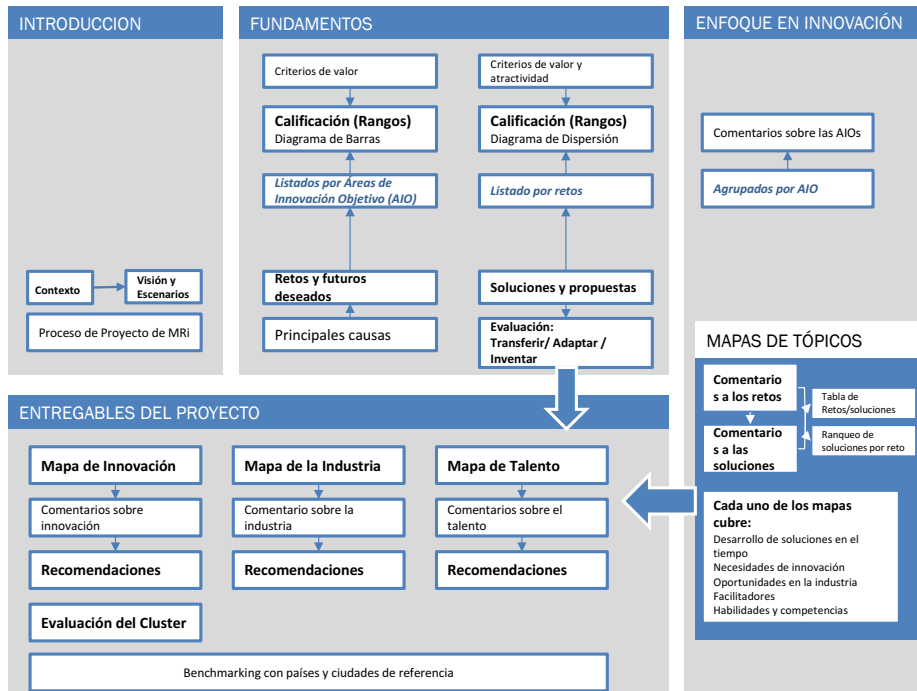 INTRODUCCION
Contexto
Visión y
Escenarios
Proceso de Proyecto de MRi
FUNDAMENTOS
Criterios de valor
Calificación (Rangos)
Diagrama de Barras
Listados por Áreas de
Innovación Objetivo (AIO)
Retos y futuros
deseados
Principales causas
Criterios de valor y
atractividad
Calificación (Rangos)
Diagrama de Dispersión
Listado por retos
Soluciones y propuestas
Evaluación:
Transferir/ Adaptar /
Inventar
ENFOQUE EN INNOVACIÓN
Comentarios sobre las AIOs
Agrupados por AIO
MAPAS DE TÓPICOS
Comentario
s a los retos
Comentario
s a las
soluciones
Tabla de
Retos/soluciones
Ranqueo de
soluciones por reto
Cada uno de los mapas
cubre:
Desarrollo de soluciones en el
tiempo
Necesidades de innovación
Oportunidades en la industria
Facilitadores
Habilidades y competencias
ENTREGABLES DEL PROYECTO
Mapa de Innovación
Comentarios sobre
innovación
Recomendaciones
Mapa de la Industria
Comentario sobre la
industria
Recomendaciones
Mapa de Talento
Comentarios sobre el
talento
Recomendaciones
Evaluación del Cluster
Benchmarking con países y ciudades de referencia